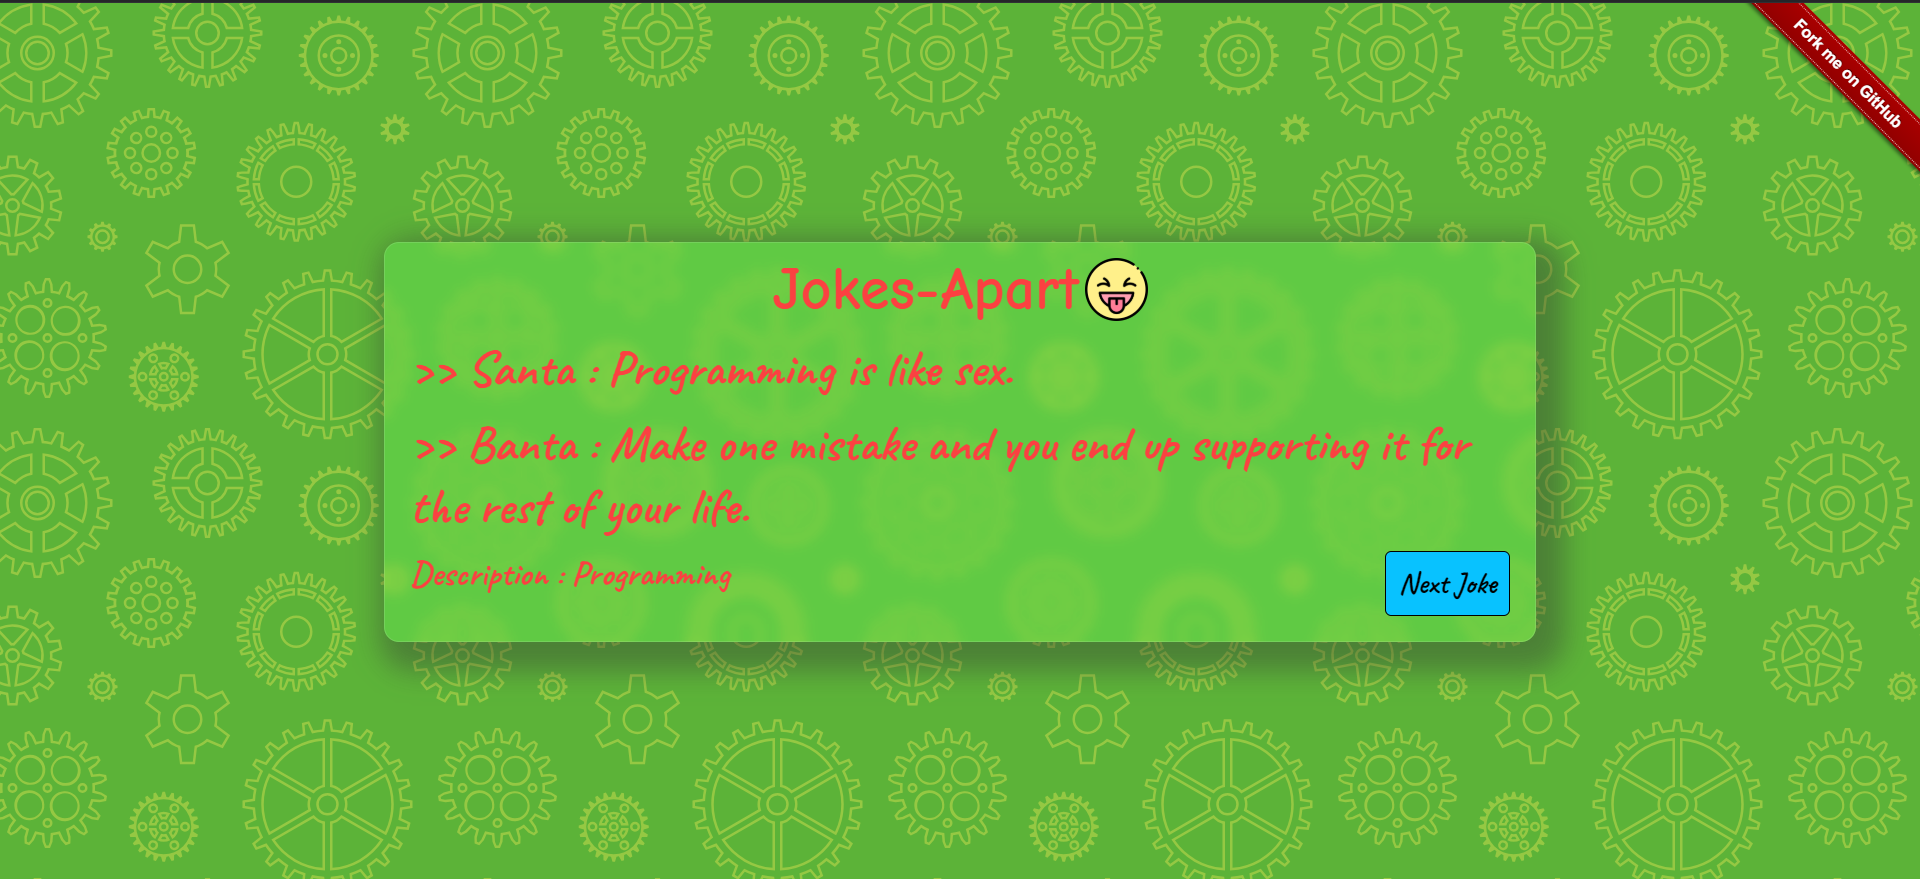 Fork me on GitHub
Jokes-Apart
>> Santa : Programming is like sex.
>> Banta : Make one mistake and you end up supporting it for
the rest of your life.
Description : Programming
Next Joke